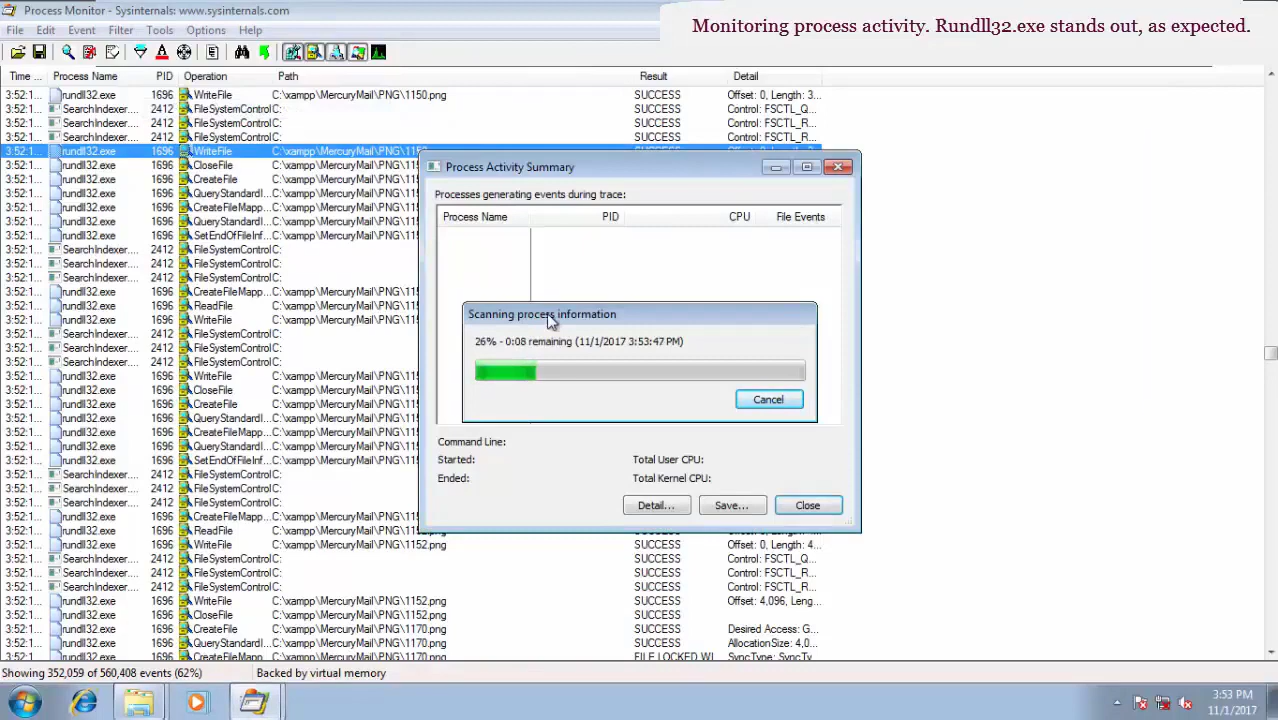 Process Monitor - Sysinternals: www.sysinternals.com
Monitoring process activity. Rundll32.exe stands out, as expected.
File Edit Event Filter Tools Options Help
Time ... Process Name PID Operation Path Result Detail
3:52:1... rundll32.exe 1696 WriteFile C:\xampp\MercuryMail\PNG\1150.png SUCCESS Offset: 0, Length: 3...
3:52:1... SearchIndexer.... 2412 FileSystemControl C: SUCCESS Control: FSCTL_Q...
3:52:1... SearchIndexer.... 2412 FileSystemControl C: SUCCESS Control: FSCTL_R...
3:52:1... SearchIndexer.... 2412 FileSystemControl C: SUCCESS Control: FSCTL_R...
3:52:1... rundll32.exe 1696 WriteFile
3:52:1... rundll32.exe 1696 CloseFile C:\xampp\MercuryMail\PNG\11
3:52:1... rundll32.exe 1696 CreateFile C:\xampp\MercuryMail\PNG\11
3:52:1... rundll32.exe 1696 QueryStandardI... C:\xampp\MercuryMail\PNG\11
3:52:1... rundll32.exe 1696 CreateFileMapp... C:\xampp\MercuryMail\PNG\11
3:52:1... rundll32.exe 1696 QueryStandardI... C:\xampp\MercuryMail\PNG\11
3:52:1... rundll32.exe 1696 SetEndOfFileInf... C:\xampp\MercuryMail\PNG\11
3:52:1... SearchIndexer.... 2412 FileSystemControl C:
3:52:1... SearchIndexer.... 2412 FileSystemControl C:
3:52:1... SearchIndexer.... 2412 FileSystemControl C:
3:52:1... rundll32.exe 1696 CreateFileMapp... C:\xampp\MercuryMail\PNG\11
3:52:1... rundll32.exe 1696 ReadFile C:\xampp\MercuryMail\PNG\11
3:52:1... rundll32.exe 1696 WriteFile C:\xampp\MercuryMail\PNG\11
3:52:1... SearchIndexer.... 2412 FileSystemControl C:
3:52:1... SearchIndexer.... 2412 FileSystemControl C:
3:52:1... SearchIndexer.... 2412 FileSystemControl C:
3:52:1... rundll32.exe 1696 WriteFile C:\xampp\MercuryMail\PNG\11
3:52:1... rundll32.exe 1696 CloseFile C:\xampp\MercuryMail\PNG\11
3:52:1... rundll32.exe 1696 CreateFile C:\xampp\MercuryMail\PNG\11
3:52:1... rundll32.exe 1696 QueryStandardI... C:\xampp\MercuryMail\PNG\11
3:52:1... rundll32.exe 1696 CreateFileMapp... C:\xampp\MercuryMail\PNG\11
3:52:1... rundll32.exe 1696 QueryStandardI... C:\xampp\MercuryMail\PNG\11
3:52:1... rundll32.exe 1696 SetEndOfFileInf... C:\xampp\MercuryMail\PNG\11
3:52:1... SearchIndexer.... 2412 FileSystemControl C:
3:52:1... SearchIndexer.... 2412 FileSystemControl C:
3:52:1... SearchIndexer.... 2412 FileSystemControl C:
3:52:1... rundll32.exe 1696 CreateFileMapp... C:\xampp\MercuryMail\PNG\11
3:52:1... rundll32.exe 1696 ReadFile C:\xampp\MercuryMail\PNG\1152.png SUCCESS Offset: 0, Length: 4...
3:52:1... rundll32.exe 1696 WriteFile C:\xampp\MercuryMail\PNG\1152.png SUCCESS Offset: 0, Length: 4...
3:52:1... SearchIndexer.... 2412 FileSystemControl C: SUCCESS Control: FSCTL_Q...
3:52:1... SearchIndexer.... 2412 FileSystemControl C: SUCCESS Control: FSCTL_R...
3:52:1... SearchIndexer.... 2412 FileSystemControl C: SUCCESS Control: FSCTL_R...
3:52:1... rundll32.exe 1696 WriteFile C:\xampp\MercuryMail\PNG\1152.png SUCCESS Offset: 4,096, Leng...
3:52:1... rundll32.exe 1696 CloseFile C:\xampp\MercuryMail\PNG\1152.png SUCCESS
3:52:1... rundll32.exe 1696 CreateFile C:\xampp\MercuryMail\PNG\1170.png SUCCESS Desired Access: G...
3:52:1... rundll32.exe 1696 QueryStandardI... C:\xampp\MercuryMail\PNG\1170.png SUCCESS AllocationSize: 4,0...
3:52:1... rundll32.exe 1696 CreateFileMapp... C:\xampp\MercuryMail\PNG\1170.png FILE LOCKED WI... SyncType: SyncTy...
Process Activity Summary
Processes generating events during trace:
Process Name PID CPU File Events
Scanning process information
26% - 0:08 remaining (11/1/2017 3:53:47 PM)
Cancel
Command Line:
Started: Total User CPU:
Ended: Total Kernel CPU:
Detail... Save... Close
Showing 352,059 of 560,408 events (62%) Backed by virtual memory
3:53 PM
11/1/2017